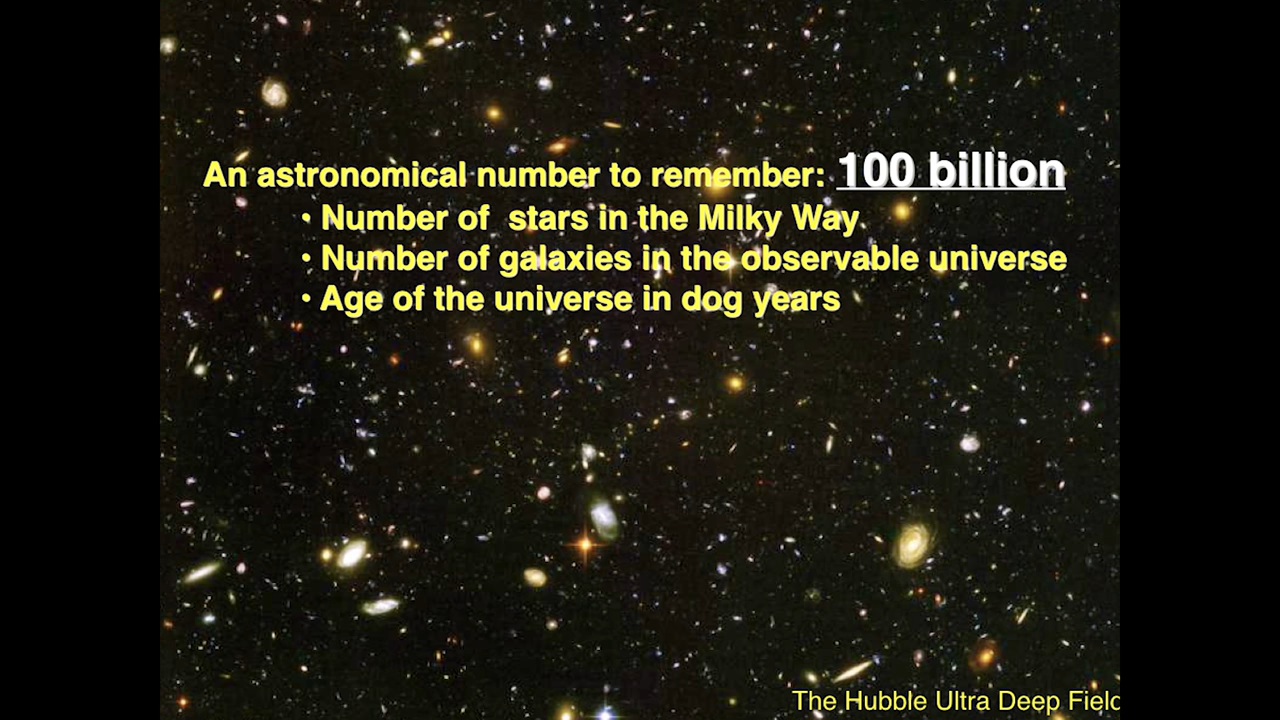 An astronomical number to remember: 100 billion
• Number of  stars in the Milky Way
• Number of galaxies in the observable universe
• Age of the universe in dog years
The Hubble Ultra Deep Field